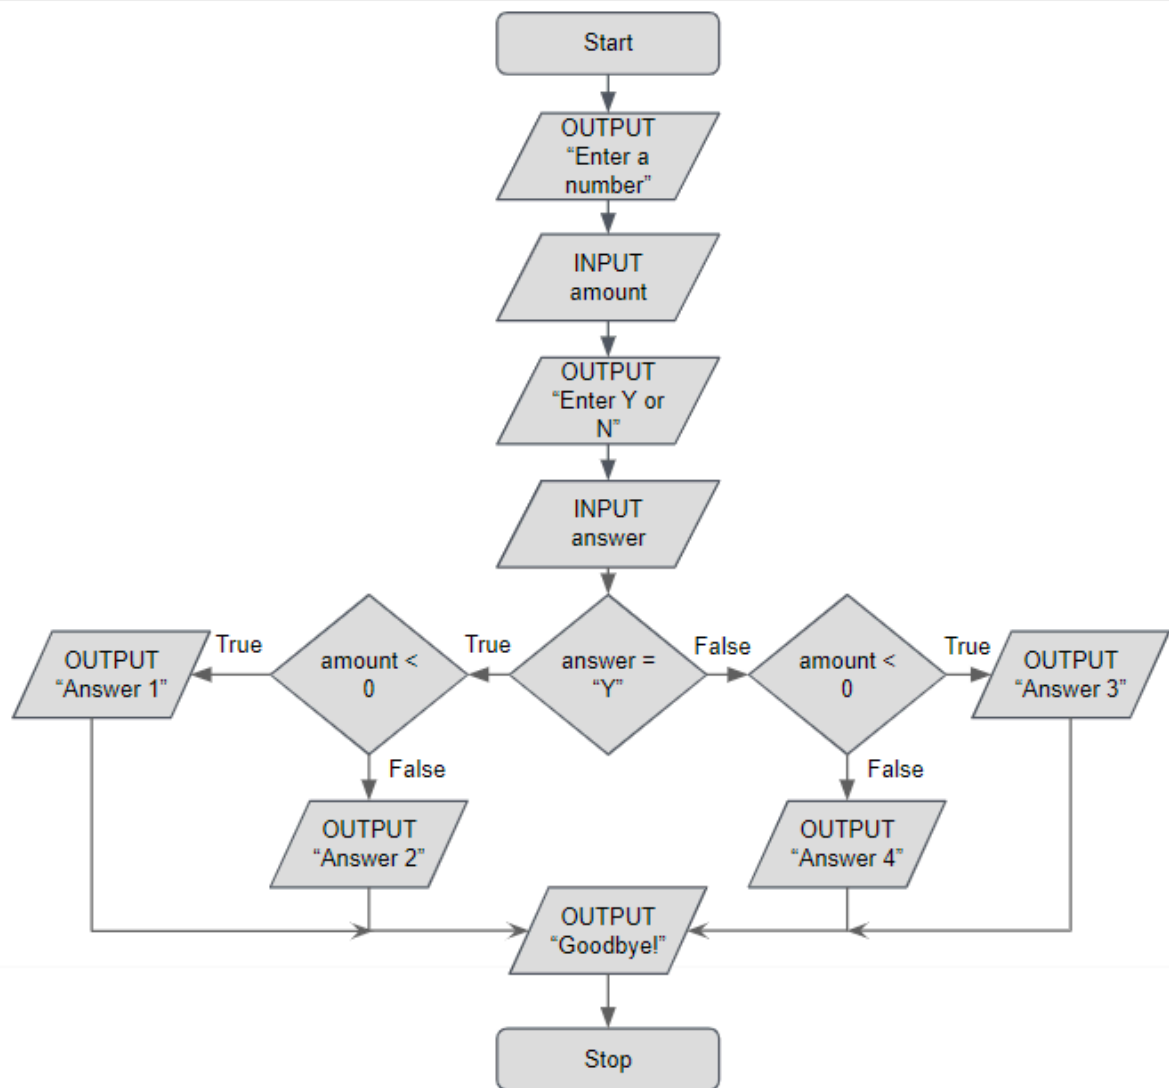 Start
OUTPUT
“Enter a
number”
INPUT
amount
OUTPUT
“Enter Y or
N”
INPUT
answer
OUTPUT
“Answer 1”
True
amount <
0
True
answer =
“Y”
False
amount <
0
True
OUTPUT
“Answer 3”
False
False
OUTPUT
“Answer 2”
OUTPUT
“Answer 4”
OUTPUT
“Goodbye!”
Stop